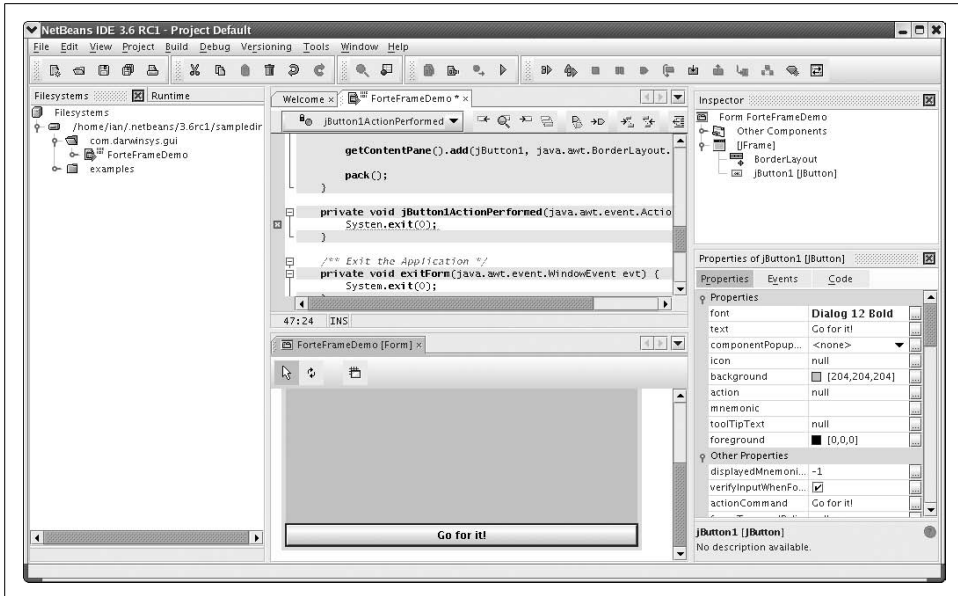 NetBeans IDE 3.6 RC1 - Project Default
File Edit View Project Build Debug Versioning Tools Window Help
Filesystems Runtime
Filesystems
/home/ian/.netbeans/3.6rc1/sampledir
com.darwinsys.gui
ForteFrameDemo
examples
Welcome × ForteFrameDemo * ×
jButton1ActionPerformed
getContentPane().add(jButton1, java.awt.BorderLayout.
pack();
}
private void jButton1ActionPerformed(java.awt.event.Actio
Systen.exit(0);
}
/** Exit the Application */
private void exitForm(java.awt.event.WindowEvent evt) {
System.exit(0);
47:24 INS
ForteFrameDemo [Form] ×
Go for it!
Inspector
Form ForteFrameDemo
Other Components
[JFrame]
BorderLayout
jButton1 [JButton]
Properties of jButton1 [JButton]
Properties Events Code
Properties
font Dialog 12 Bold
text Go for it!
componentPopup... <none>
icon null
background [204,204,204]
action null
mnemonic
toolTipText null
foreground [0,0,0]
Other Properties
displayedMnemoni... -1
verifyInputWhenFo...
actionCommand Go for it!
jButton1 [JButton]
No description available.